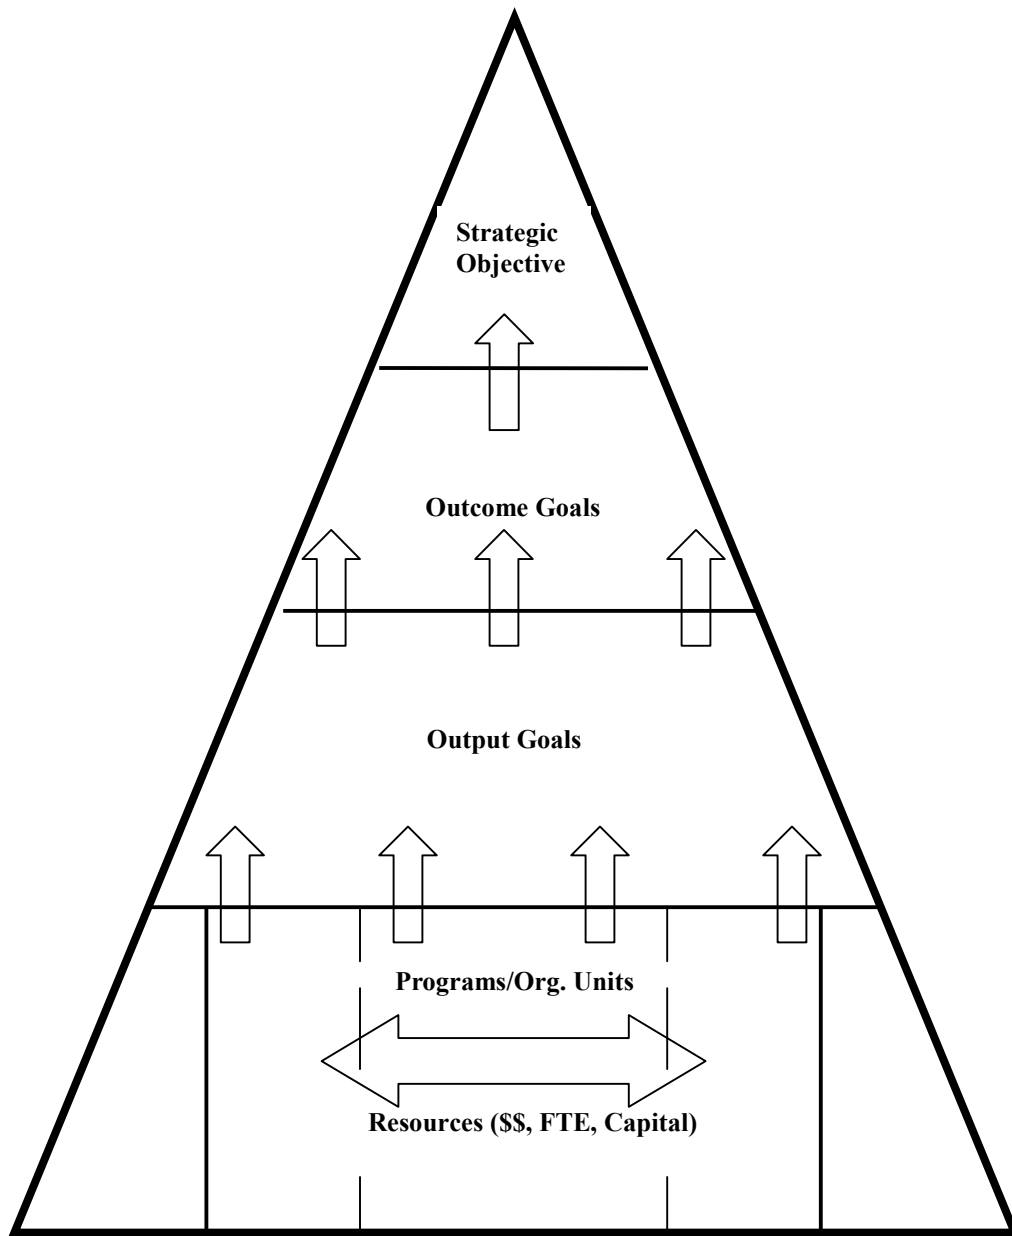 Strategic
Objective
Outcome Goals
Output Goals
Programs/Org. Units
Resources ($$, FTE, Capital)